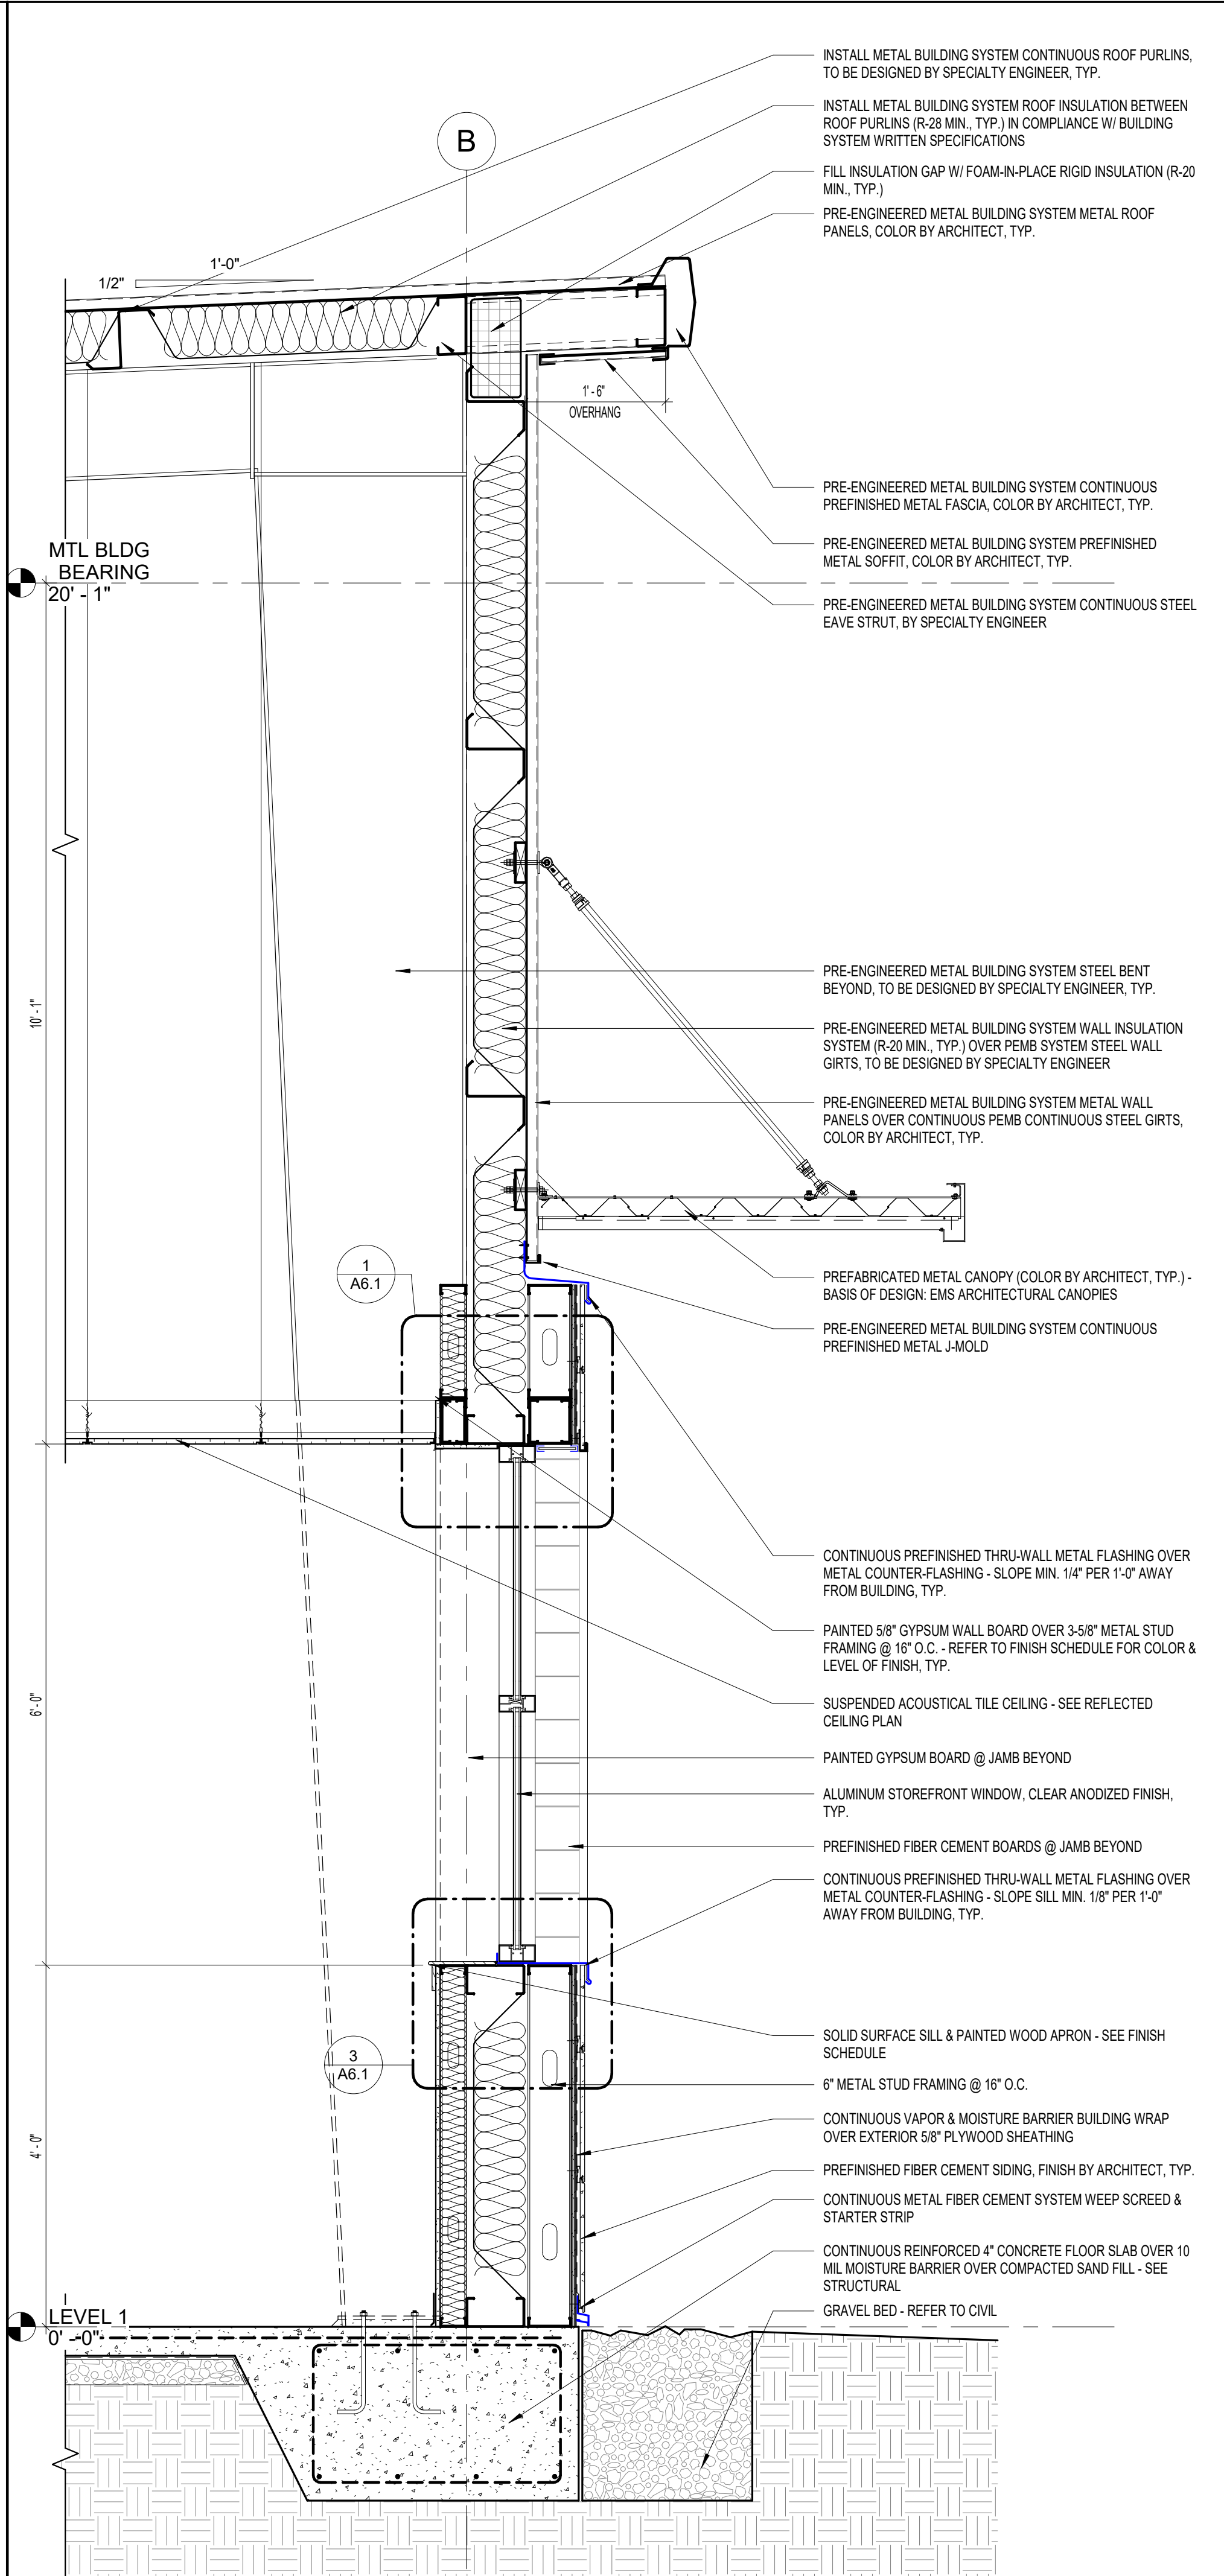 INSTALL METAL BUILDING SYSTEM CONTINUOUS ROOF PURLINS,
TO BE DESIGNED BY SPECIALTY ENGINEER, TYP.
INSTALL METAL BUILDING SYSTEM ROOF INSULATION BETWEEN
ROOF PURLINS (R-28 MIN., TYP.) IN COMPLIANCE W/ BUILDING
SYSTEM WRITTEN SPECIFICATIONS
B
FILL INSULATION GAP W/ FOAM-IN-PLACE RIGID INSULATION (R-20
MIN., TYP.)
PRE-ENGINEERED METAL BUILDING SYSTEM METAL ROOF
PANELS, COLOR BY ARCHITECT, TYP.
1'-0"
1/2"
1' - 6"
OVERHANG
PRE-ENGINEERED METAL BUILDING SYSTEM CONTINUOUS
PREFINISHED METAL FASCIA, COLOR BY ARCHITECT, TYP.
PRE-ENGINEERED METAL BUILDING SYSTEM PREFINISHED
METAL SOFFIT, COLOR BY ARCHITECT, TYP.
MTL BLDG
BEARING
20' - 1"
PRE-ENGINEERED METAL BUILDING SYSTEM CONTINUOUS STEEL
EAVE STRUT, BY SPECIALTY ENGINEER
PRE-ENGINEERED METAL BUILDING SYSTEM STEEL BENT
BEYOND, TO BE DESIGNED BY SPECIALTY ENGINEER, TYP.
10' - 1"
PRE-ENGINEERED METAL BUILDING SYSTEM WALL INSULATION
SYSTEM (R-20 MIN., TYP.) OVER PEMB SYSTEM STEEL WALL
GIRTS, TO BE DESIGNED BY SPECIALTY ENGINEER
PRE-ENGINEERED METAL BUILDING SYSTEM METAL WALL
PANELS OVER CONTINUOUS PEMB CONTINUOUS STEEL GIRTS,
COLOR BY ARCHITECT, TYP.
1
A6.1
PREFABRICATED METAL CANOPY (COLOR BY ARCHITECT, TYP.) -
BASIS OF DESIGN: EMS ARCHITECTURAL CANOPIES
PRE-ENGINEERED METAL BUILDING SYSTEM CONTINUOUS
PREFINISHED METAL J-MOLD
CONTINUOUS PREFINISHED THRU-WALL METAL FLASHING OVER
METAL COUNTER-FLASHING - SLOPE MIN. 1/4" PER 1'-0" AWAY
FROM BUILDING, TYP.
PAINTED 5/8" GYPSUM WALL BOARD OVER 3-5/8" METAL STUD
FRAMING @ 16" O.C. - REFER TO FINISH SCHEDULE FOR COLOR &
LEVEL OF FINISH, TYP.
6' - 0"
SUSPENDED ACOUSTICAL TILE CEILING - SEE REFLECTED
CEILING PLAN
PAINTED GYPSUM BOARD @ JAMB BEYOND
ALUMINUM STOREFRONT WINDOW, CLEAR ANODIZED FINISH,
TYP.
PREFINISHED FIBER CEMENT BOARDS @ JAMB BEYOND
CONTINUOUS PREFINISHED THRU-WALL METAL FLASHING OVER
METAL COUNTER-FLASHING - SLOPE SILL MIN. 1/8" PER 1'-0"
AWAY FROM BUILDING, TYP.
SOLID SURFACE SILL & PAINTED WOOD APRON - SEE FINISH
SCHEDULE
3
A6.1
6" METAL STUD FRAMING @ 16" O.C.
4' - 0"
CONTINUOUS VAPOR & MOISTURE BARRIER BUILDING WRAP
OVER EXTERIOR 5/8" PLYWOOD SHEATHING
PREFINISHED FIBER CEMENT SIDING, FINISH BY ARCHITECT, TYP.
CONTINUOUS METAL FIBER CEMENT SYSTEM WEEP SCREED &
STARTER STRIP
CONTINUOUS REINFORCED 4" CONCRETE FLOOR SLAB OVER 10
MIL MOISTURE BARRIER OVER COMPACTED SAND FILL - SEE
STRUCTURAL
GRAVEL BED - REFER TO CIVIL
LEVEL 1
0' - 0"